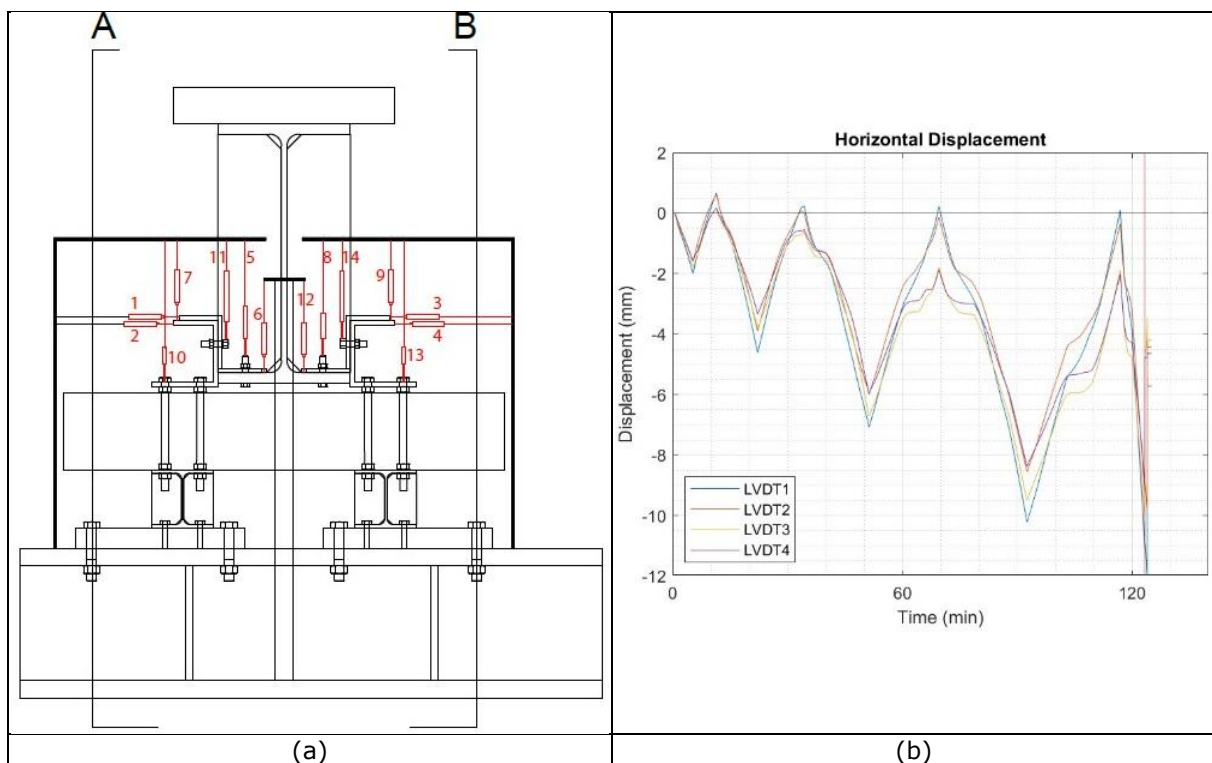 A B
11 5 8 14
7 9
6 12
1 3
2 4
10 13
(a)
Horizontal Displacement
2
0
-2
-4
-6
-8
-10
-12
Displacement (mm)
LVDT1
LVDT2
LVDT3
LVDT4
0 60 120
Time (min)
(b)